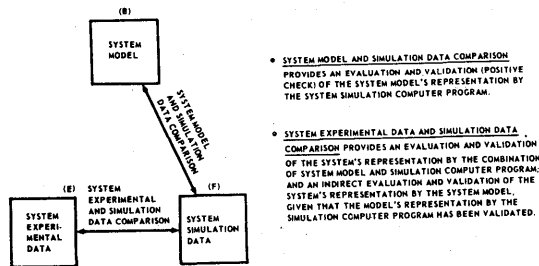 (B)
SYSTEM
MODEL
SYSTEM MODEL
AND SIMULATION
DATA COMPARISON
(E)
SYSTEM
EXPERIMENTAL
AND SIMULATION
DATA COMPARISON
(F)
SYSTEM
EXPERI-
MENTAL
DATA
SYSTEM
SIMULATION
DATA
• SYSTEM MODEL AND SIMULATION DATA COMPARISON
PROVIDES AN EVALUATION AND VALIDATION (POSITIVE
CHECK) OF THE SYSTEM MODEL'S REPRESENTATION BY
THE SYSTEM SIMULATION COMPUTER PROGRAM.
• SYSTEM EXPERIMENTAL DATA AND SIMULATION DATA
COMPARISON PROVIDES AN EVALUATION AND VALIDATION
OF THE SYSTEM'S REPRESENTATION BY THE COMBINATION
OF SYSTEM MODEL AND SIMULATION COMPUTER PROGRAM;
AND AN INDIRECT EVALUATION AND VALIDATION OF THE
SYSTEM'S REPRESENTATION BY THE SYSTEM MODEL,
GIVEN THAT THE MODEL'S REPRESENTATION BY THE
SIMULATION COMPUTER PROGRAM HAS BEEN VALIDATED.